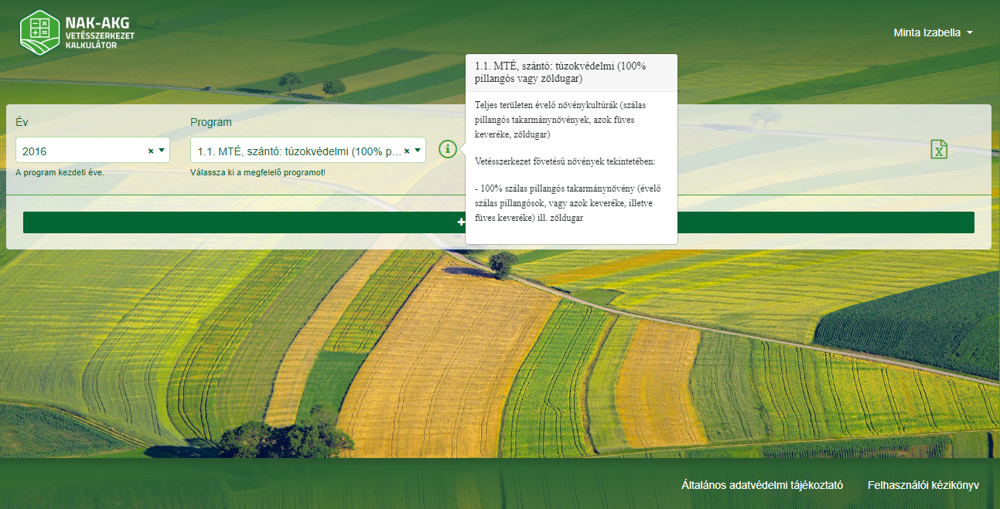 NAK-AKG
VETÉSSZERKEZET
KALKULÁTOR
Minta Izabella
1.1. MTÉ, szántó: túzokvédelmi (100%
pillangós vagy zöldugar)
Teljes területen évelő növénykultúrák (szálas
pillangós takarmánynövények, azok füves
keveréke, zöldugar)
Vetésszerkezet fővetésű növények tekintetében:
- 100% szálas pillangós takarmánynövény (évelő
szálas pillangósok, vagy azok keveréke, illetve
füves keveréke) ill. zöldugar
Év
Program
2016
1.1. MTÉ, szántó: túzokvédelmi (100% p...
A program kezdeti éve.
Válassza ki a megfelelő programot!
Általános adatvédelmi tájékoztató
Felhasználói kézikönyv